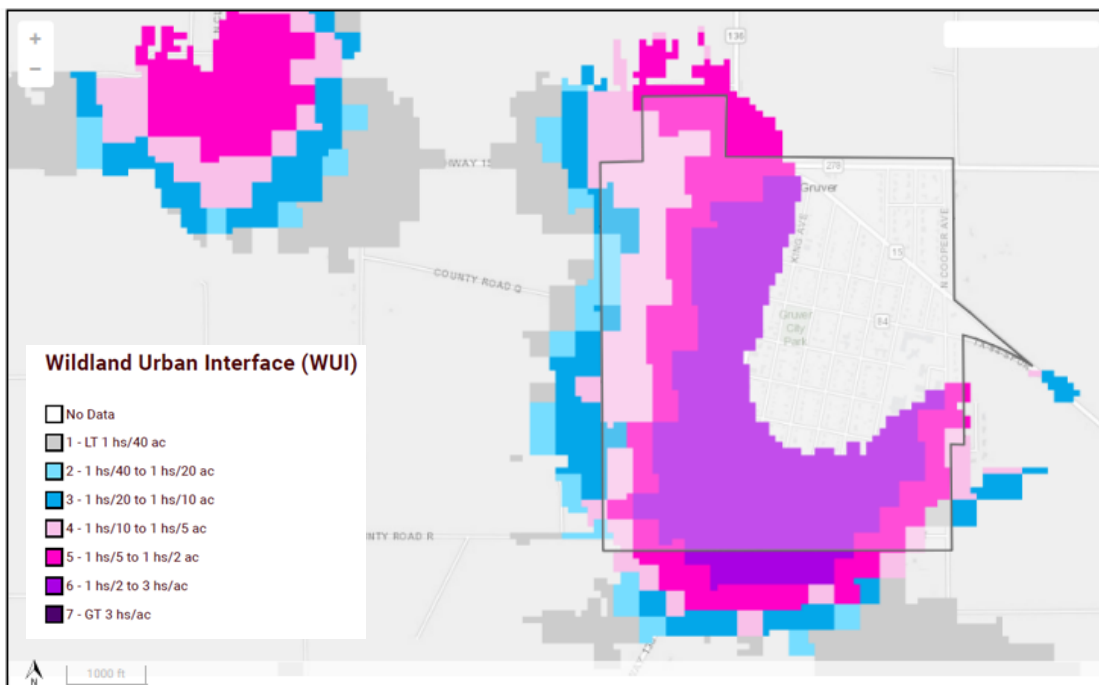 +
−
N CL
136
HWAY 15
278
Gruver
KING AVE
N COOPER AVE
15
COUNTY ROAD Q
84
Gruver
City
Park
Wildland Urban Interface (WUI)
No Data
1 - LT 1 hs/40 ac
2 - 1 hs/40 to 1 hs/20 ac
3 - 1 hs/20 to 1 hs/10 ac
4 - 1 hs/10 to 1 hs/5 ac
5 - 1 hs/5 to 1 hs/2 ac
6 - 1 hs/2 to 3 hs/ac
7 - GT 3 hs/ac
NTY ROAD R
WAY 136
N
1000 ft